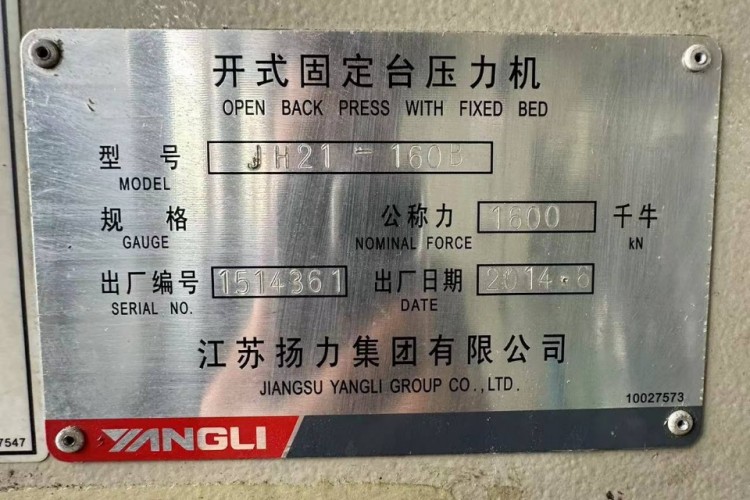 开式固定台压力机
OPEN BACK PRESS WITH FIXED BED
型 号 JH21-160B
MODEL
规 格 公称力 1600 千牛
GAUGE NOMINAL FORCE kN
出厂编号 1514361 出厂日期 2014.6
SERIAL NO. DATE
江苏扬力集团有限公司
JIANGSU YANGLI GROUP CO.,LTD.
10027573
YANGLI
7547